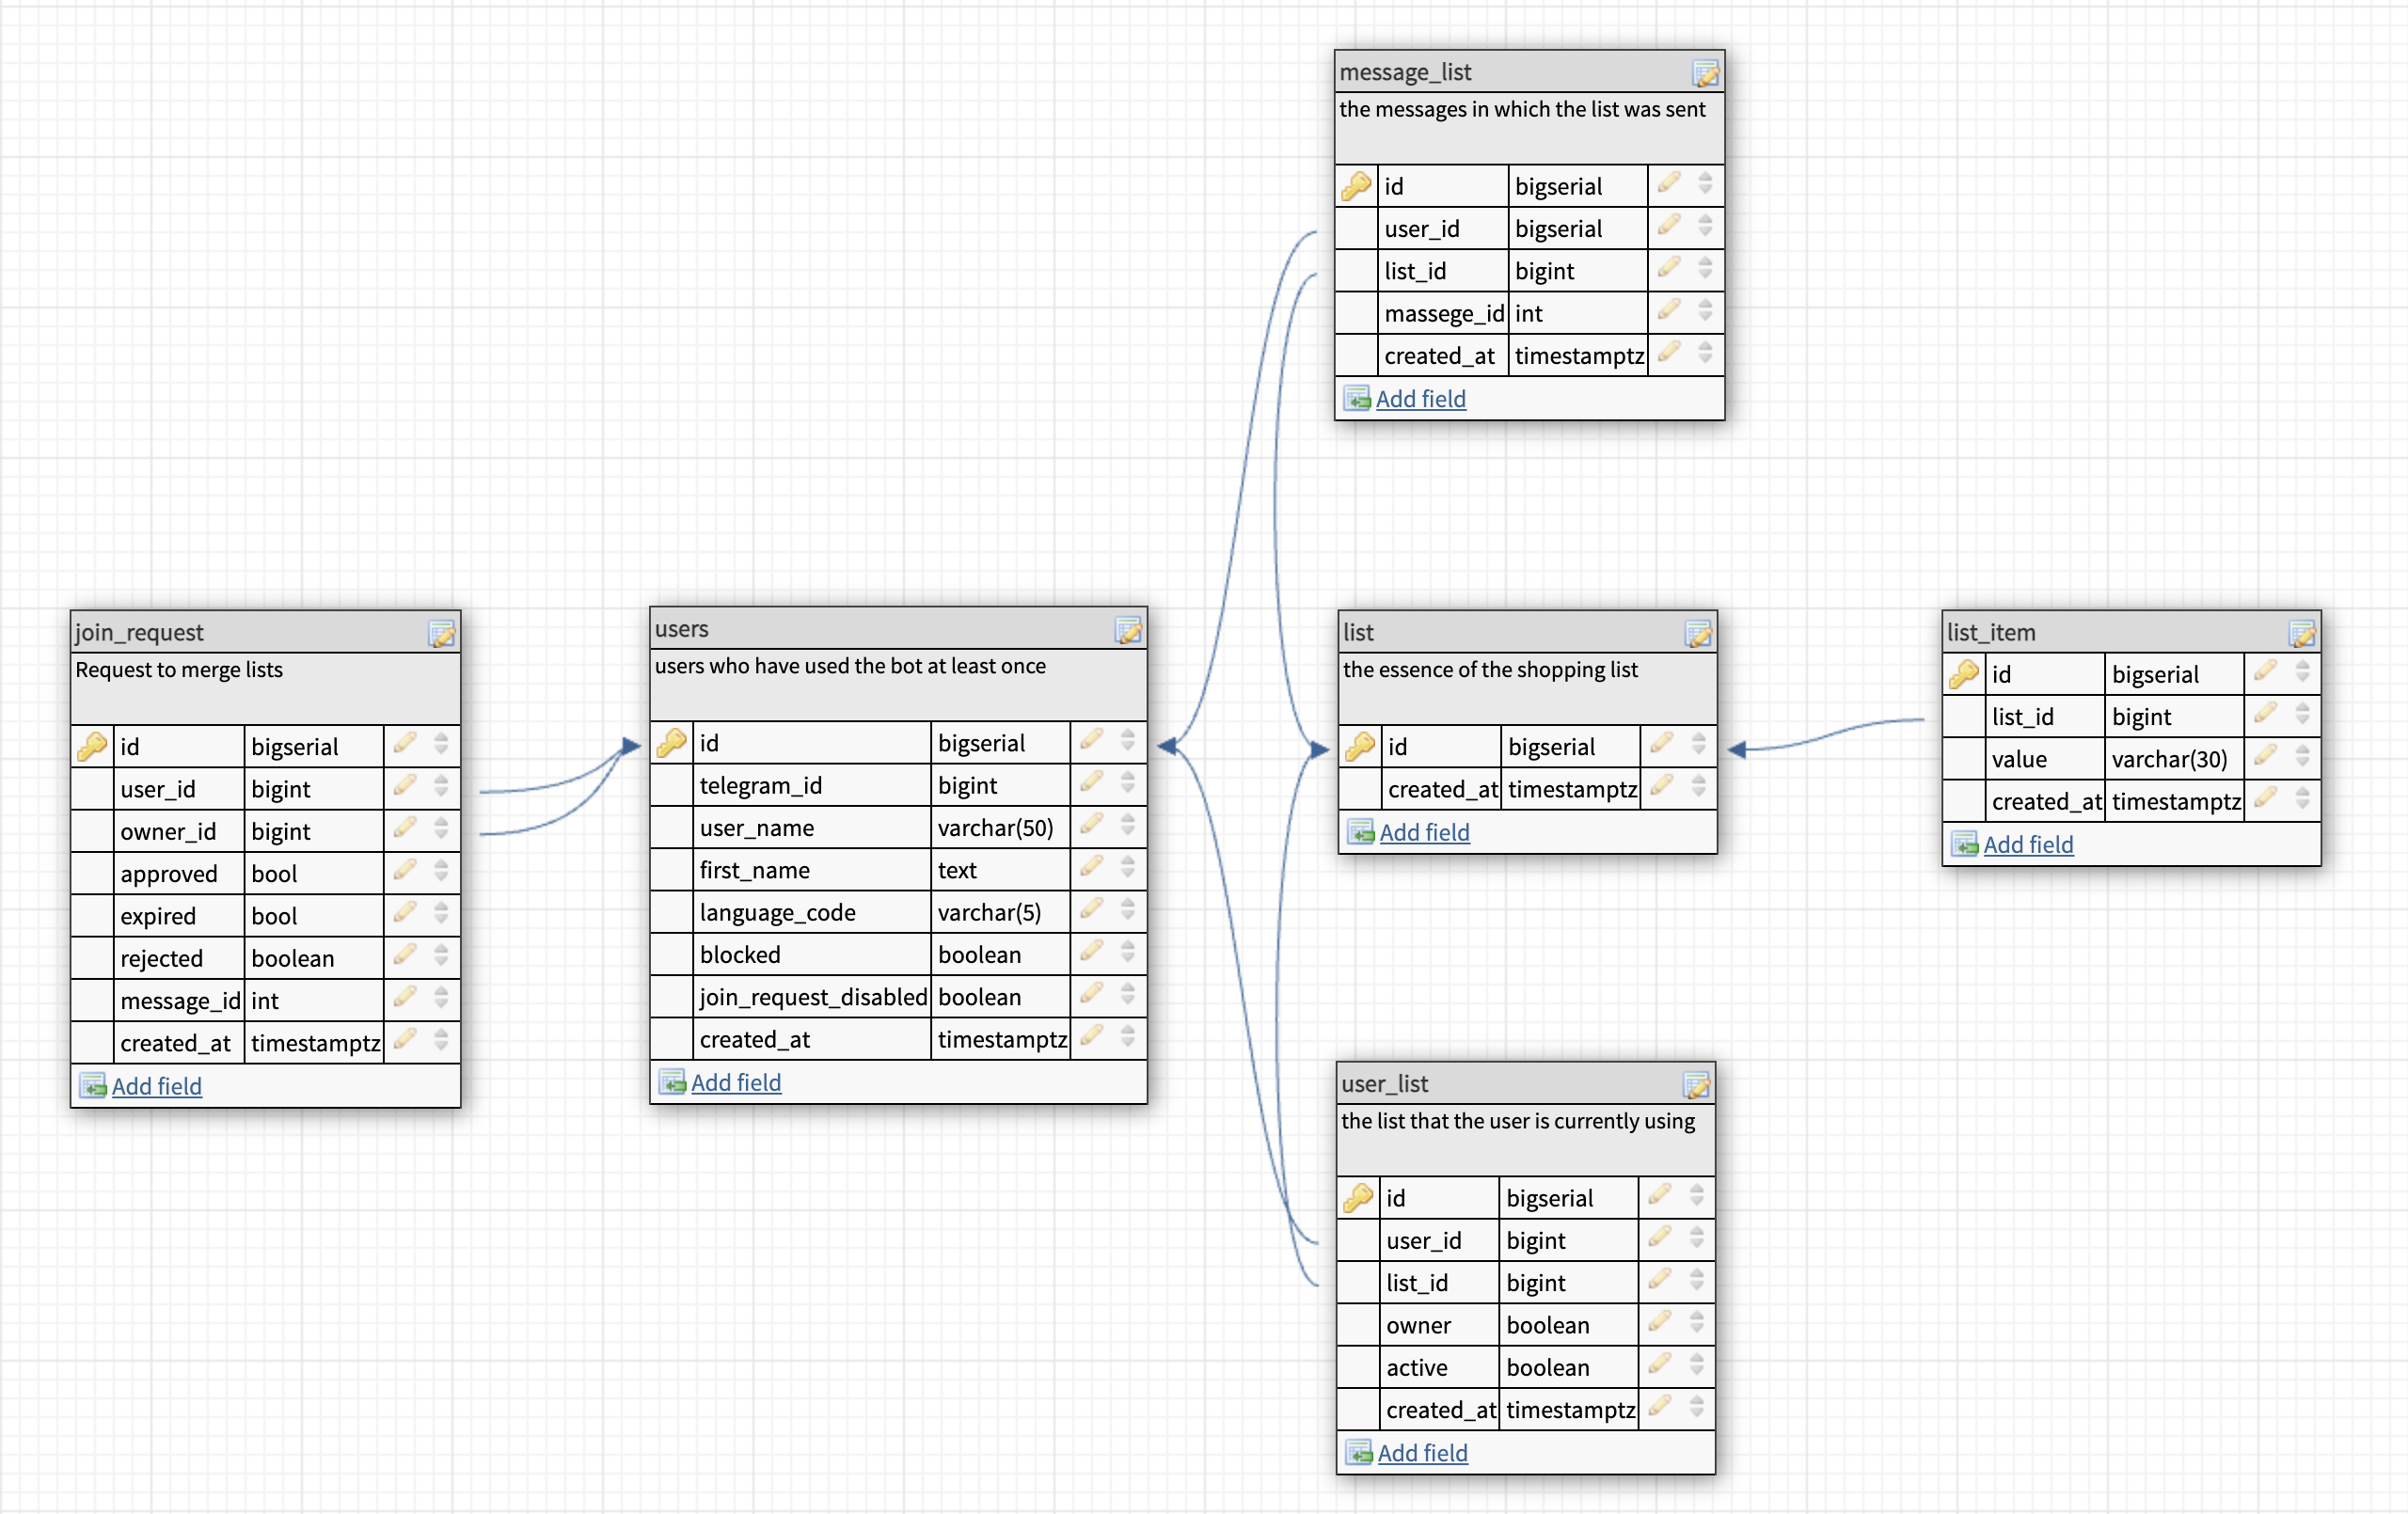 message_list
the messages in which the list was sent
id bigserial
user_id bigserial
list_id bigint
massege_id int
created_at timestamptz
Add field
join_request
Request to merge lists
id bigserial
user_id bigint
owner_id bigint
approved bool
expired bool
rejected boolean
message_id int
created_at timestamptz
Add field
users
users who have used the bot at least once
id bigserial
telegram_id bigint
user_name varchar(50)
first_name text
language_code varchar(5)
blocked boolean
join_request_disabled boolean
created_at timestamptz
Add field
list
the essence of the shopping list
id bigserial
created_at timestamptz
Add field
list_item
id bigserial
list_id bigint
value varchar(30)
created_at timestamptz
Add field
user_list
the list that the user is currently using
id bigserial
user_id bigint
list_id bigint
owner boolean
active boolean
created_at timestamptz
Add field